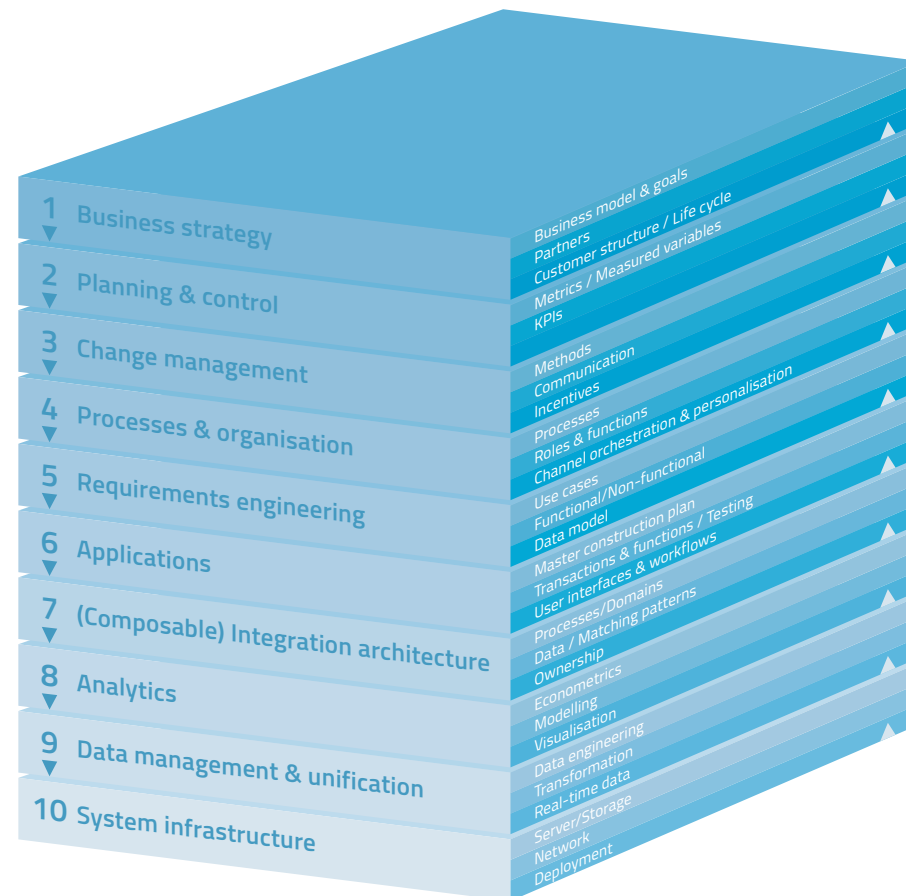 1 Business strategy
2 Planning & control
3 Change management
4 Processes & organisation
5 Requirements engineering
6 Applications
7 (Composable) Integration architecture
8 Analytics
9 Data management & unification
10 System infrastructure
Business model & goals
Partners
Customer structure / Life cycle
Metrics / Measured variables
KPIs
Methods
Communication
Incentives
Processes
Roles & functions
Channel orchestration & personalisation
Use cases
Functional/Non-functional
Data model
Master construction plan
Transactions & functions / Testing
User interfaces & workflows
Processes/Domains
Data / Matching patterns
Ownership
Econometrics
Modelling
Visualisation
Data engineering
Transformation
Real-time data
Server/Storage
Network
Deployment